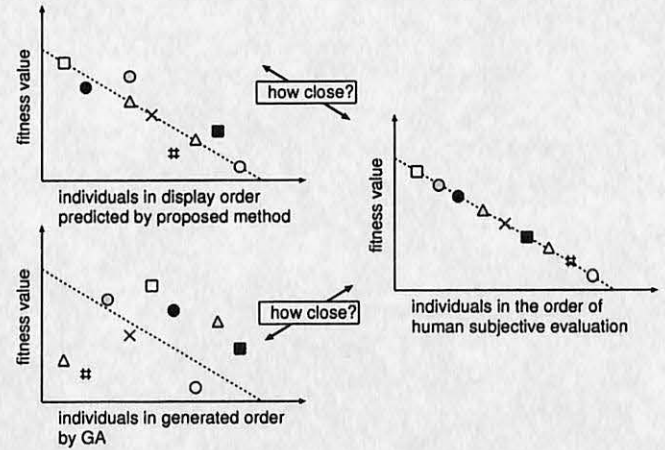 fitness value
how close?
individuals in display order
predicted by proposed method
fitness value
individuals in the order of
human subjective evaluation
fitness value
how close?
individuals in generated order
by GA